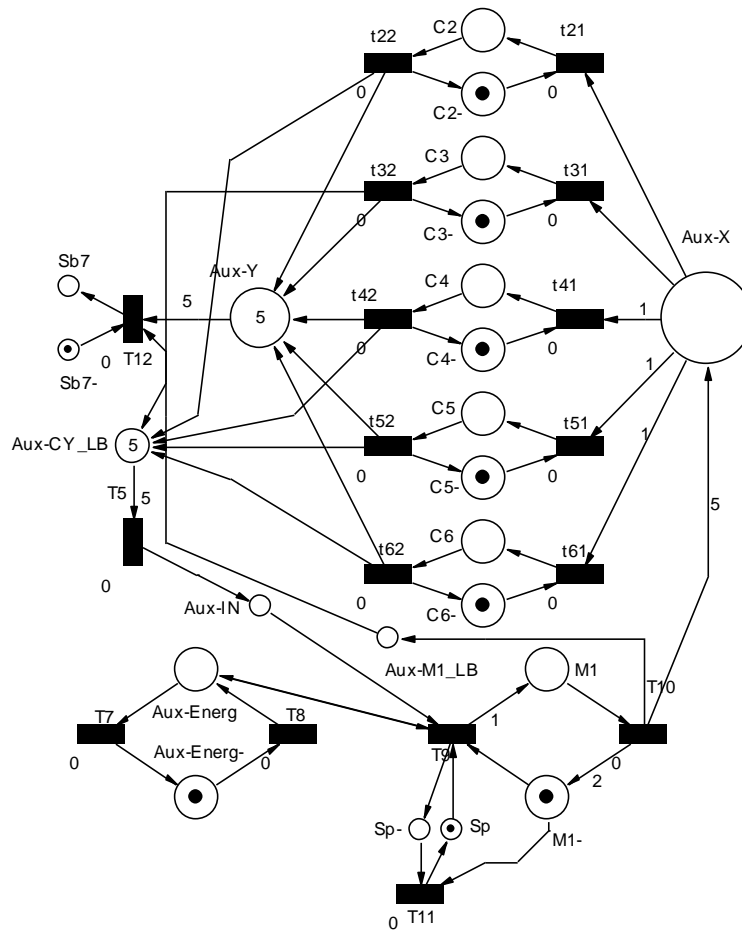 C2
t22
t21
0
C2-
0
C3
t32
t31
0
C3-
0
Aux-X
Sb7
Aux-Y
C4
t42
t41
5
5
1
0
T12
0
C4-
0
Sb7-
1
C5
t52
t51
1
Aux-CY_LB
5
T5
5
0
C5-
0
5
C6
t62
t61
0
0
C6-
0
Aux-IN
Aux-M1_LB
M1
T10
Aux-Energ
T7
T8
1
Aux-Energ-
T9
0
0
0
2
Sp-
Sp
M1-
0
T11